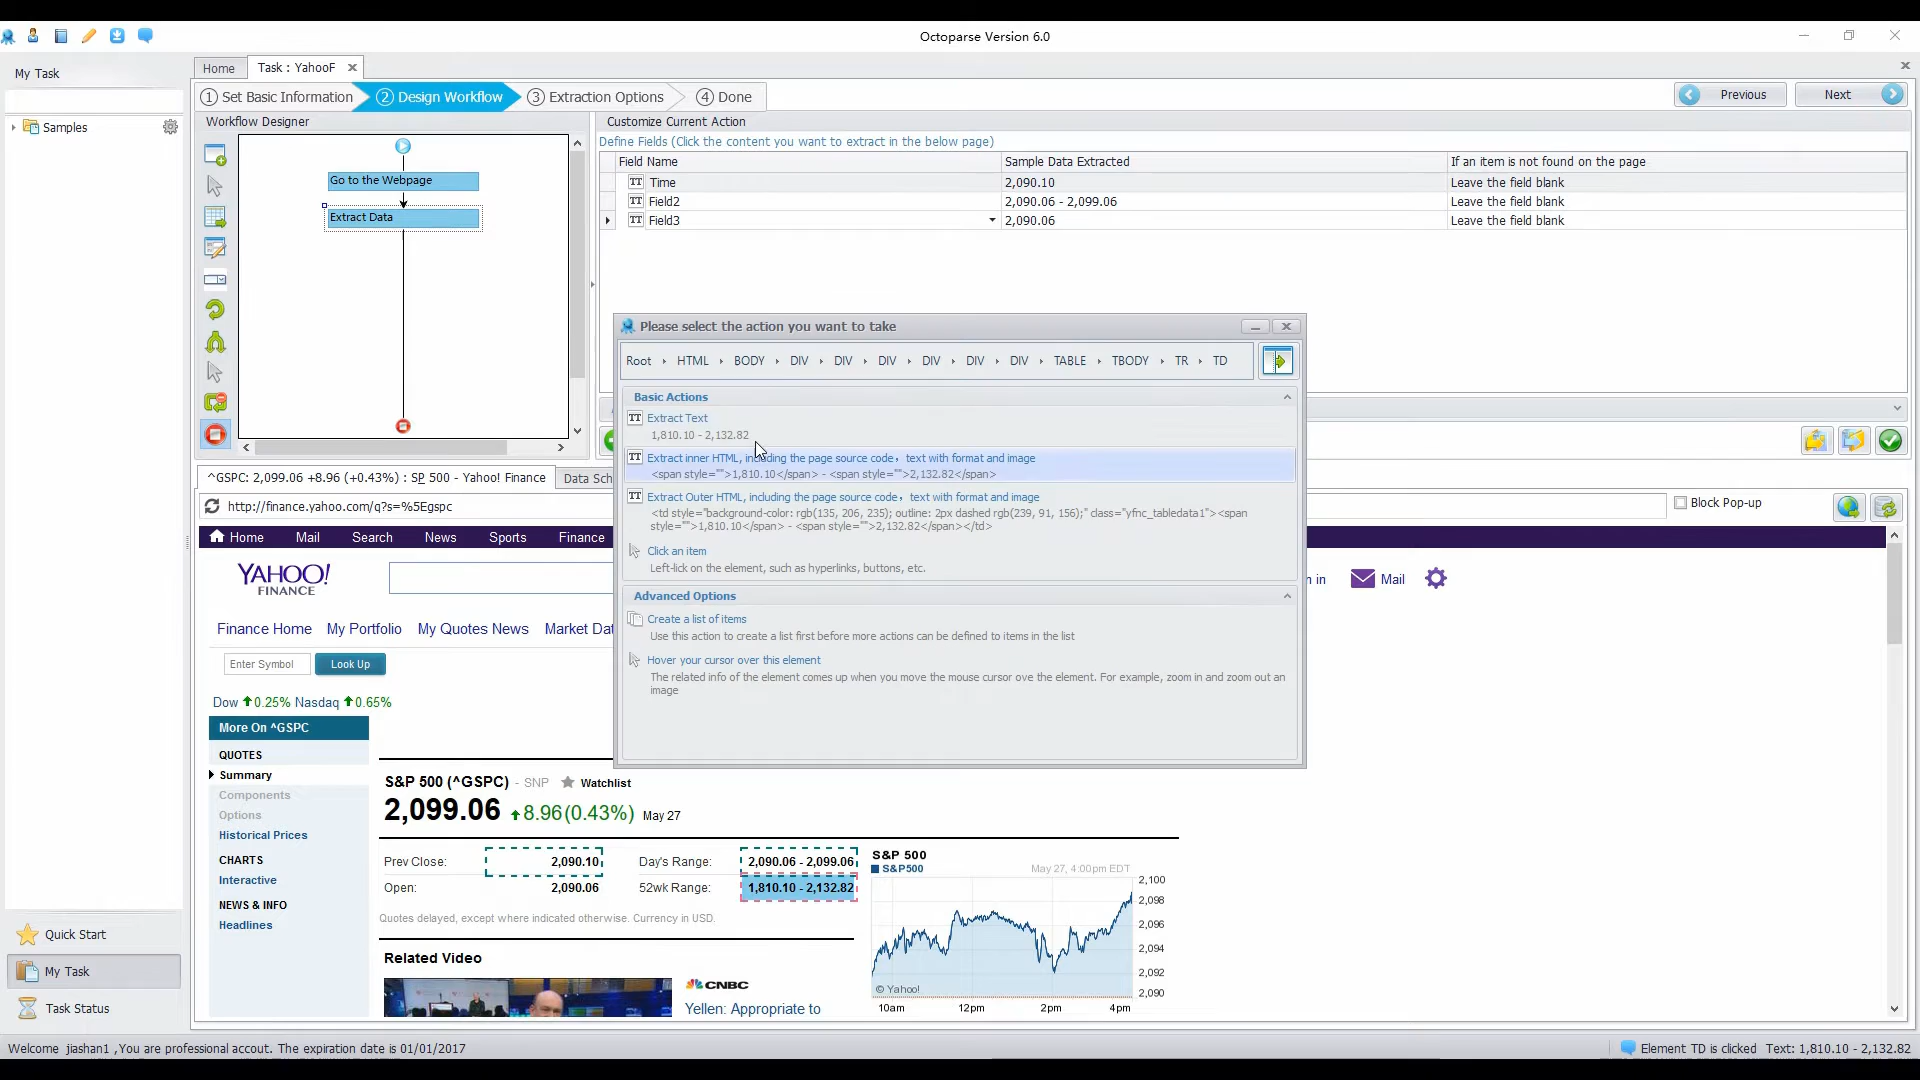 Octoparse Version 6.0
My Task
Home
Task : YahooF
1 Set Basic Information
2 Design Workflow
3 Extraction Options
4 Done
Previous
Next
Samples
Workflow Designer
Go to the Webpage
Extract Data
Customize Current Action
Define Fields (Click the content you want to extract in the below page)
Field Name Sample Data Extracted If an item is not found on the page
Time 2,090.10 Leave the field blank
Field2 2,090.06 - 2,099.06 Leave the field blank
Field3 2,090.06 Leave the field blank
Please select the action you want to take
Root HTML BODY DIV DIV DIV DIV DIV DIV TABLE TBODY TR TD
Basic Actions
Extract Text
1,810.10 - 2,132.82
Extract inner HTML, including the page source code，text with format and image
<span style="">1,810.10</span> - <span style="">2,132.82</span>
Extract Outer HTML, including the page source code，text with format and image
<td style="background-color: rgb(135, 206, 235); outline: 2px dashed rgb(239, 91, 156);" class="yfnc_tabledata1"><span
style="">1,810.10</span> - <span style="">2,132.82</span></td>
Click an item
Left-lick on the element, such as hyperlinks, buttons, etc.
Advanced Options
Create a list of items
Use this action to create a list first before more actions can be defined to items in the list
Hover your cursor over this element
The related info of the element comes up when you move the mouse cursor ove the element. For example, zoom in and zoom out an
image
^GSPC: 2,099.06 +8.96 (+0.43%) : SP 500 - Yahoo! Finance
Data Sch
http://finance.yahoo.com/q?s=%5Egspc
Block Pop-up
Home Mail Search News Sports Finance
YAHOO!
FINANCE
n in
Mail
Finance Home My Portfolio My Quotes News Market Dat
Enter Symbol
Look Up
Dow 0.25% Nasdaq 0.65%
More On ^GSPC
QUOTES
Summary
Components
Options
Historical Prices
CHARTS
Interactive
NEWS & INFO
Headlines
S&P 500 (^GSPC) - SNP Watchlist
2,099.06 8.96(0.43%) May 27
Prev Close: 2,090.10
Open: 2,090.06
Day's Range: 2,090.06 - 2,099.06
52wk Range: 1,810.10 - 2,132.82
Quotes delayed, except where indicated otherwise. Currency in USD.
S&P 500
S&P500
May 27, 4:00pm EDT
2,100
2,098
2,096
2,094
2,092
2,090
© Yahoo!
10am 12pm 2pm 4pm
Related Video
CNBC
Yellen: Appropriate to
Quick Start
My Task
Task Status
Welcome jiashan1 ,You are professional accout. The expiration date is 01/01/2017
Element TD is clicked Text: 1,810.10 - 2,132.82